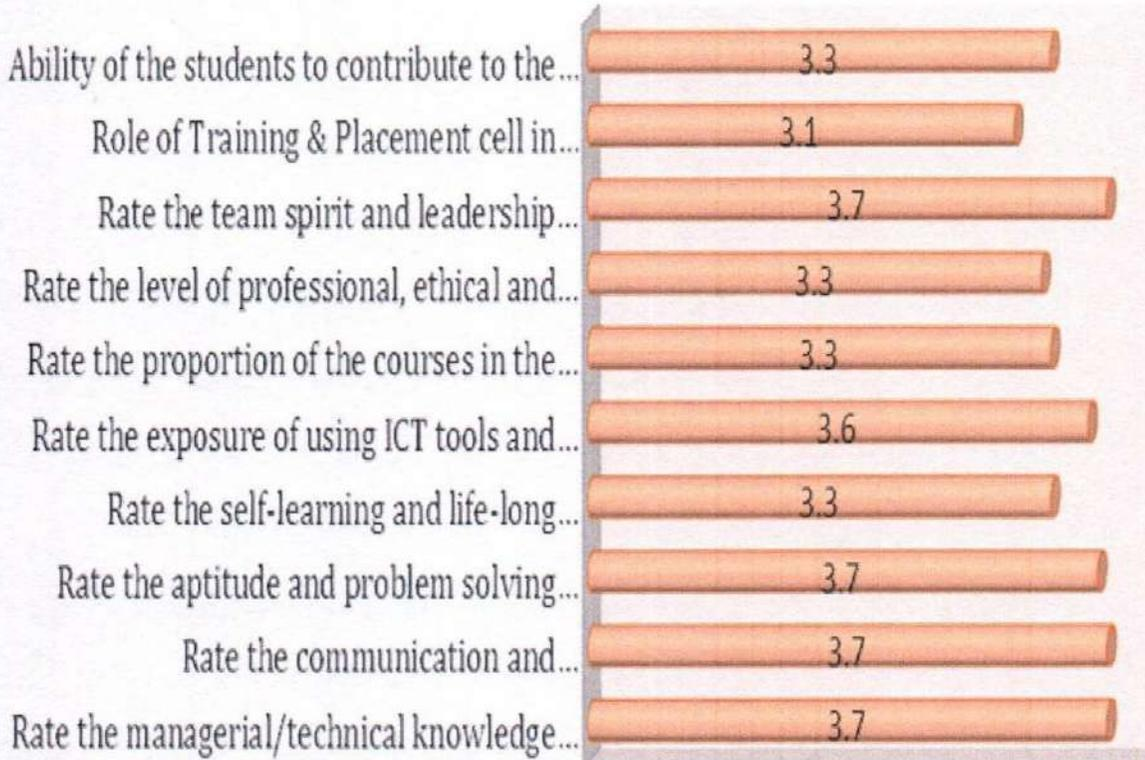 Ability of the students to contribute to the... 3.3
Role of Training & Placement cell in... 3.1
Rate the team spirit and leadership... 3.7
Rate the level of professional, ethical and... 3.3
Rate the proportion of the courses in the... 3.3
Rate the exposure of using ICT tools and... 3.6
Rate the self-learning and life-long... 3.3
Rate the aptitude and problem solving... 3.7
Rate the communication and... 3.7
Rate the managerial/technical knowledge... 3.7